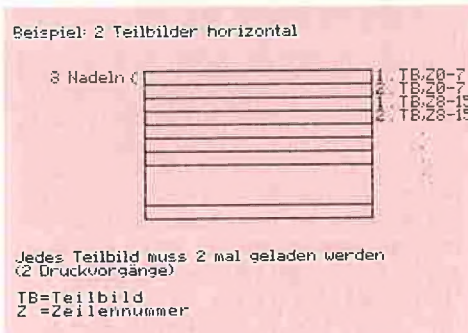 Beispiel: 2 Teilbilder horizontal
8 Nadeln {
1. TB,Z0-7
2. TB,Z0-7
1. TB,Z8-15
2. TB,Z8-15
Jedes Teilbild muss 2 mal geladen werden
(2 Druckvorgänge)
TB=Teilbild
Z =Zeilennummer